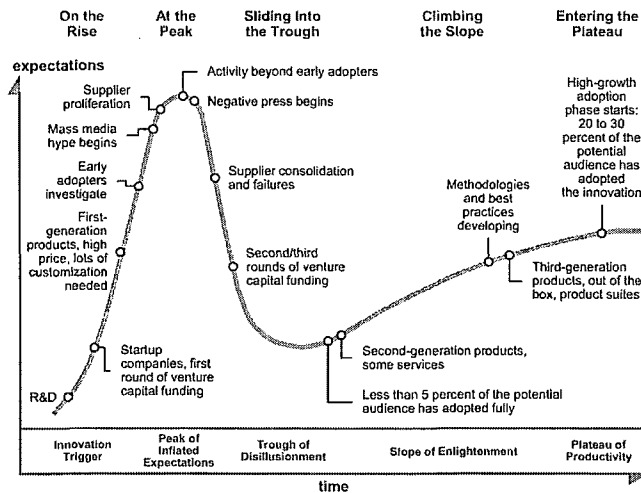 On the
Rise
At the
Peak
Sliding Into
the Trough
Climbing
the Slope
Entering the
Plateau
expectations
Activity beyond early adopters
Supplier
proliferation
Negative press begins
Mass media
hype begins
Early
adopters
investigate
First-
generation
products, high
price, lots of
customization
needed
Startup
companies, first
round of venture
capital funding
R&D
Supplier consolidation
and failures
Second/third
rounds of venture
capital funding
Second-generation products,
some services
Less than 5 percent of the potential
audience has adopted fully
Methodologies
and best
practices
developing
Third-generation
products, out of the
box, product suites
High-growth
adoption
phase starts:
20 to 30
percent of the
potential
audience has
adopted
the innovation
Innovation
Trigger
Peak of
Inflated
Expectations
Trough of
Disillusionment
Slope of Enlightenment
Plateau of
Productivity
time